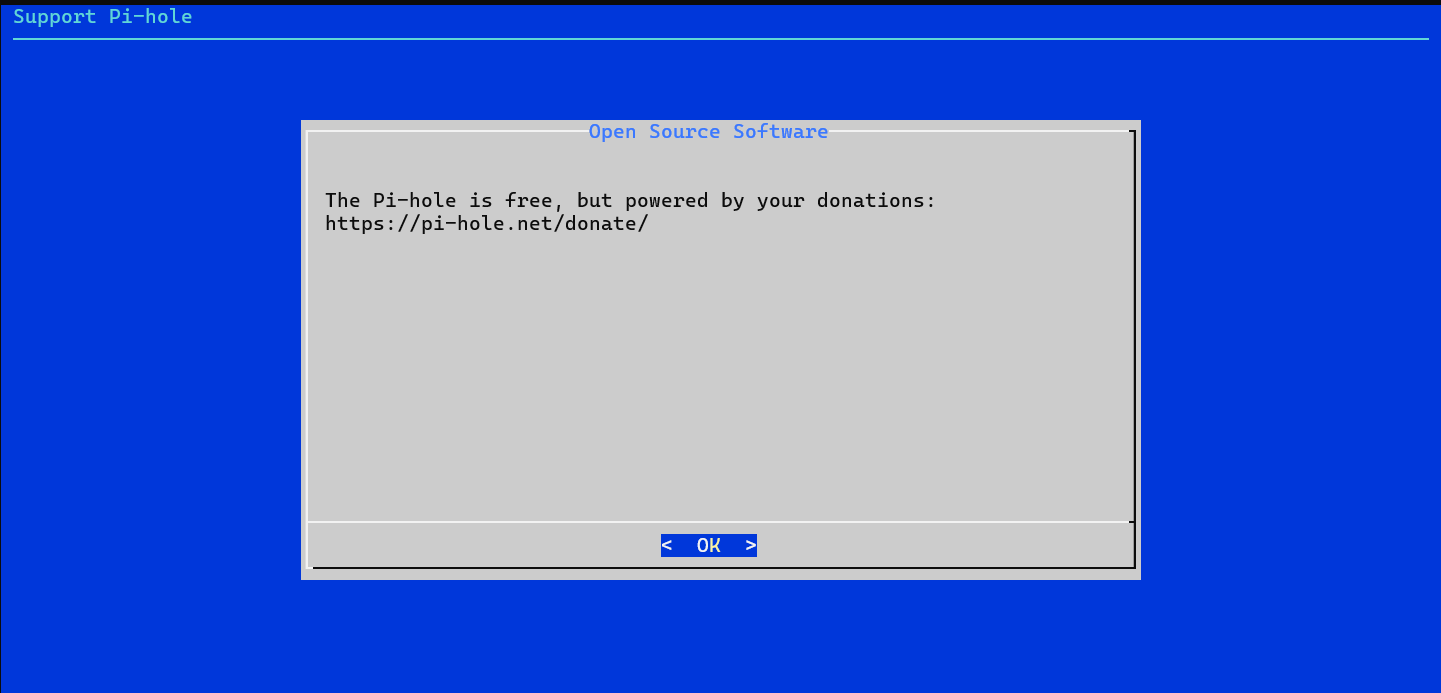 Support Pi-hole
Open Source Software
The Pi-hole is free, but powered by your donations:
https://pi-hole.net/donate/
< OK >